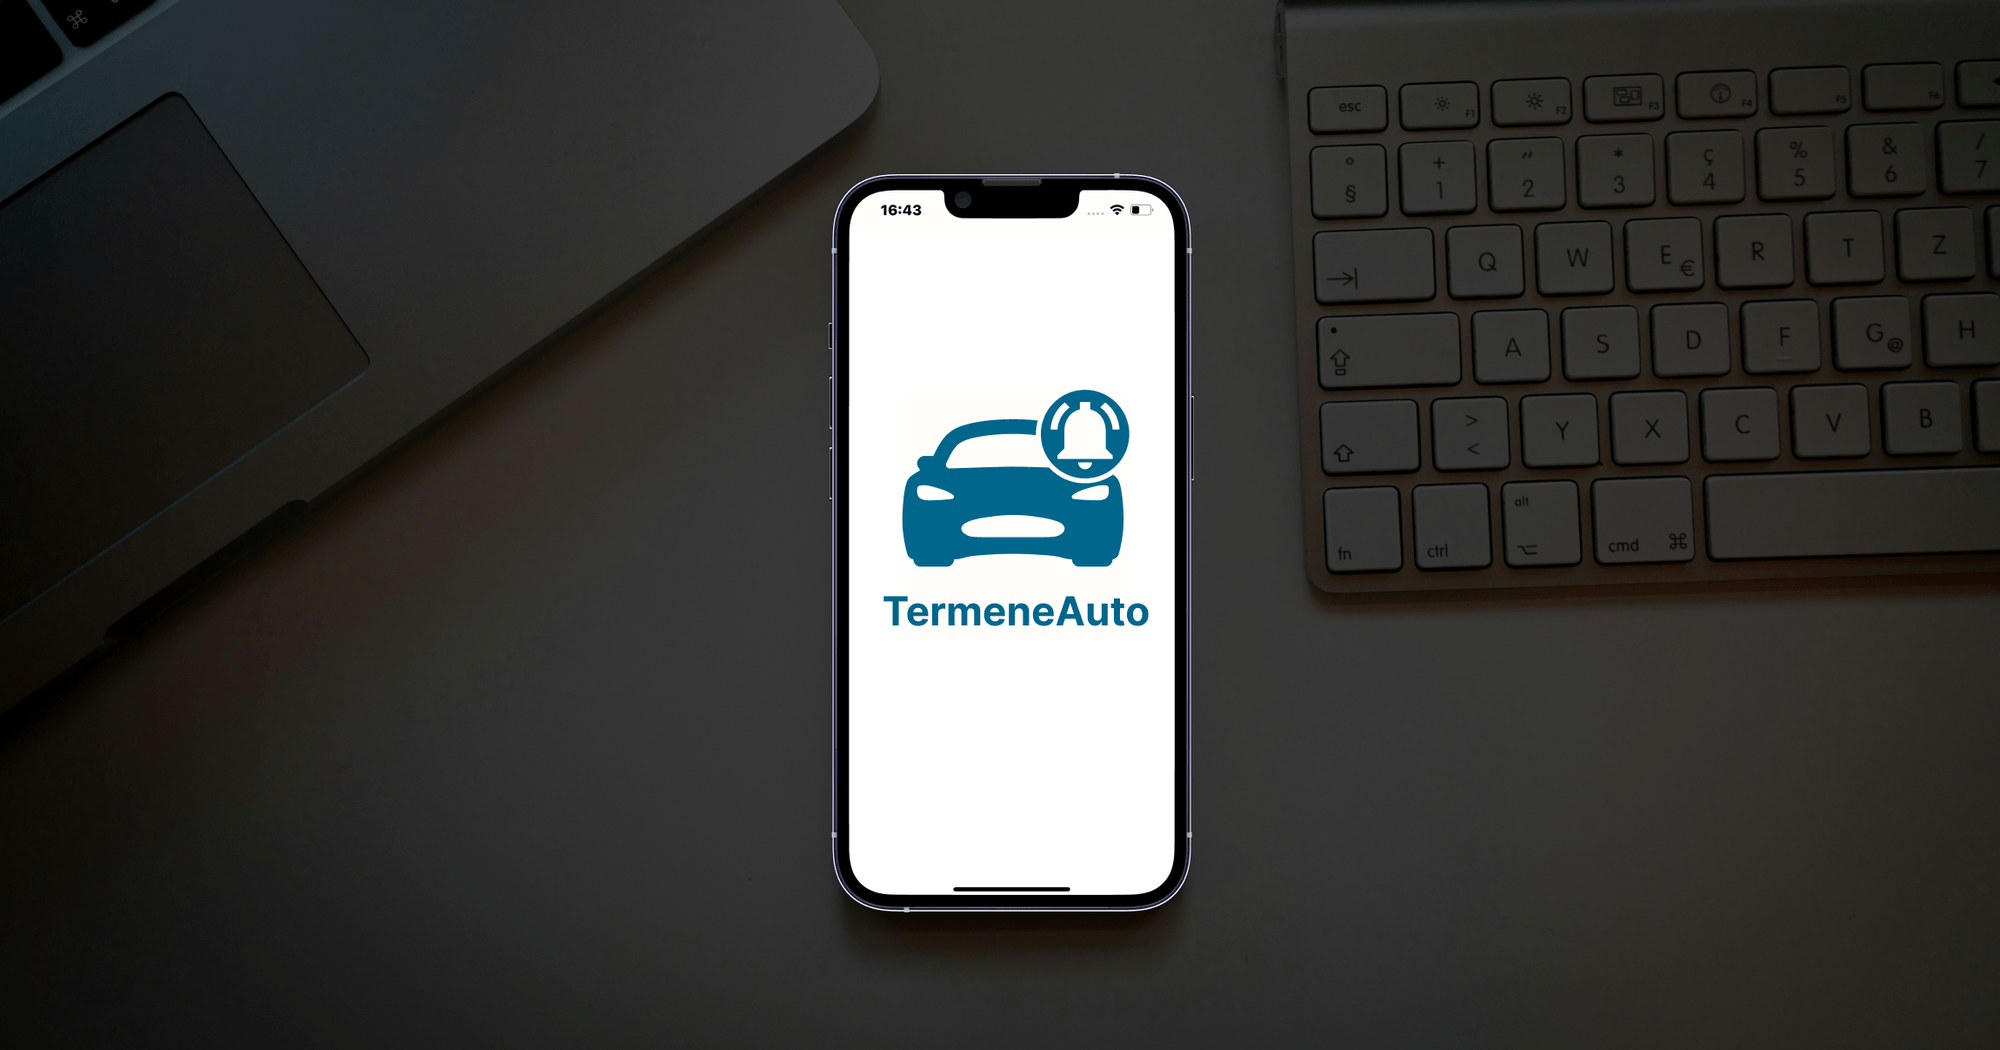 16:43
TermeneAuto
esc F1 F2 F3 F4 F5 F6
° + " * ç % & /
§ 1 2 3 4 5 6 7
Q W E € R T Z
A S D F G @ H
> <
Y X C V B
fn ctrl alt cmd ⌘